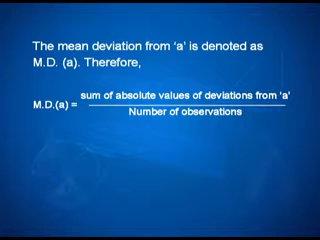 The mean deviation from ‘a’ is denoted as
M.D. (a). Therefore,
sum of absolute values of deviations from ‘a’
M.D.(a) =
Number of observations